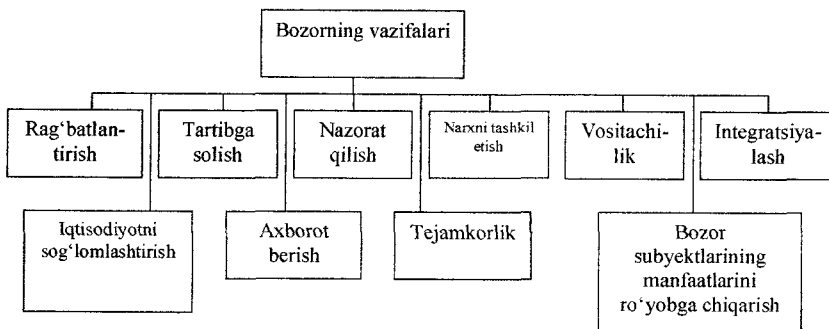 Bozorning vazifalari
Rag‘batlan-
tirish
Tartibga
solish
Nazorat
qilish
Narxni tashkil
etish
Vositachi-
lik
Integratsiya-
lash
Iqtisodiyotni
sog‘lomlashtirish
Axborot
berish
Tejamkorlik
Bozor
subyektlarining
manfaatlarini
ro‘yobga chiqarish